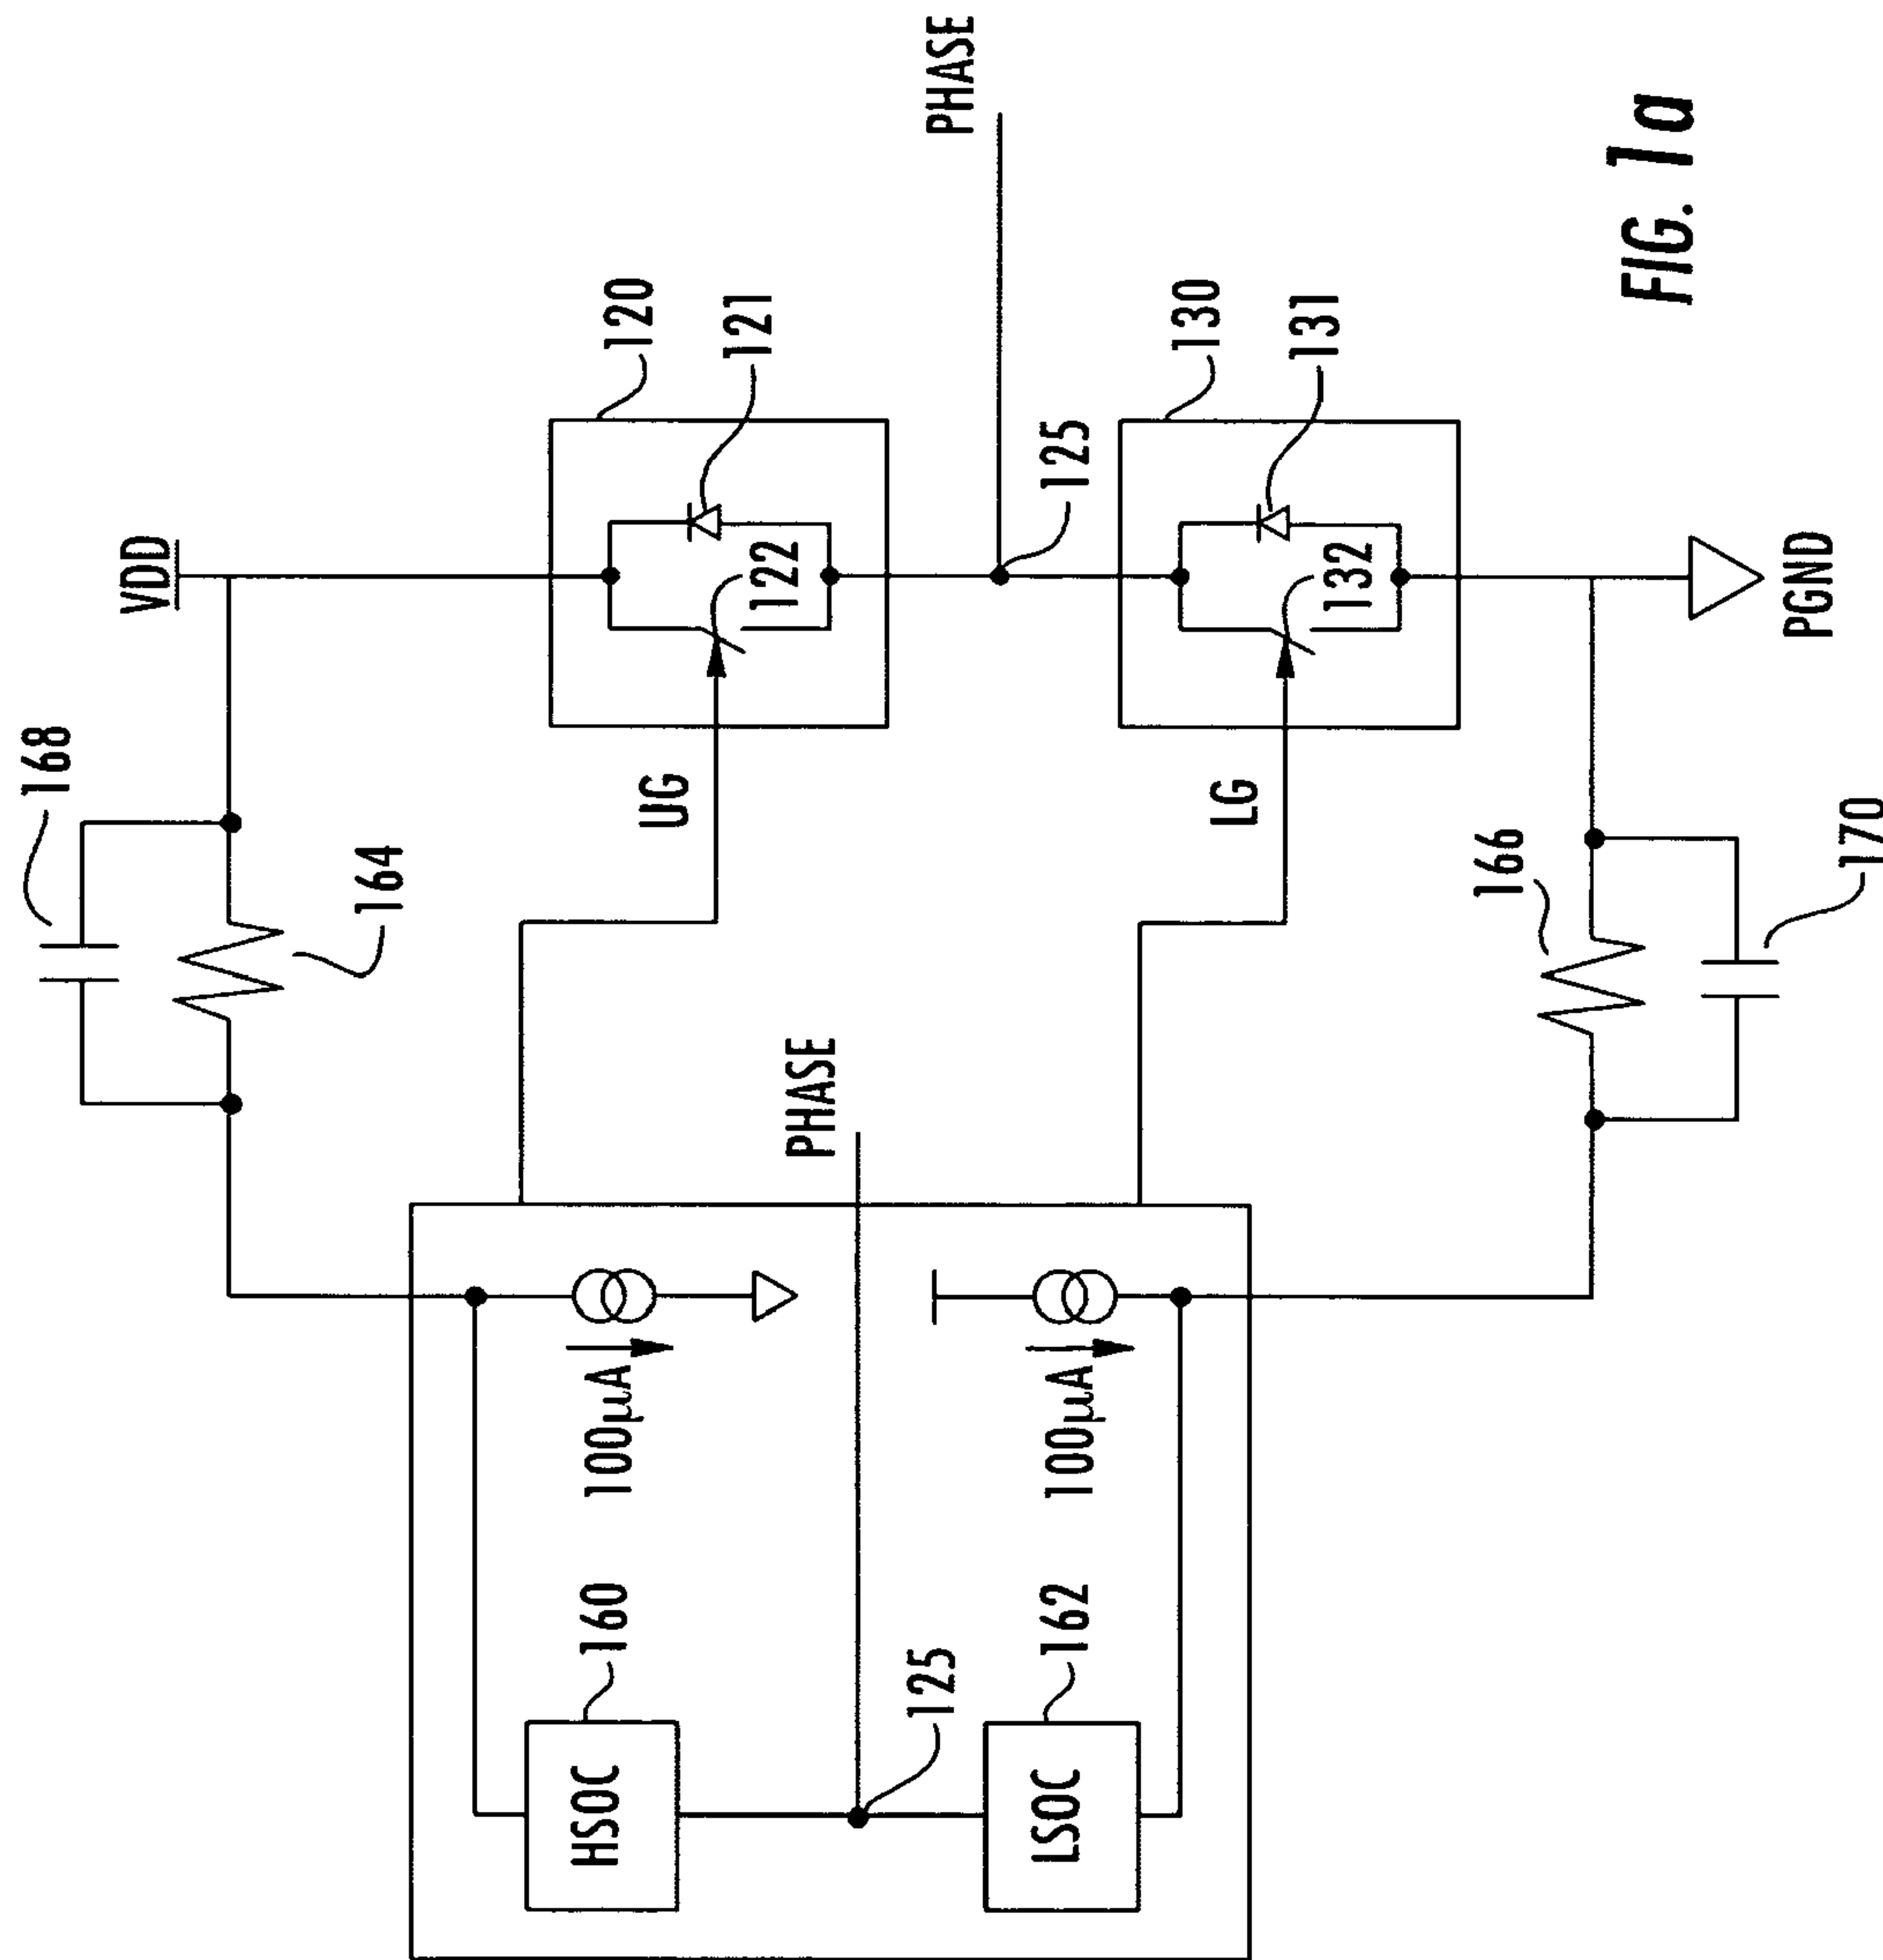 168
VDD
164
120
121
122
UG
PHASE
125
PHASE
HSOC
160
100µA
125
LSOC
162
100µA
LG
130
131
132
166
170
PGND
FIG. 1a